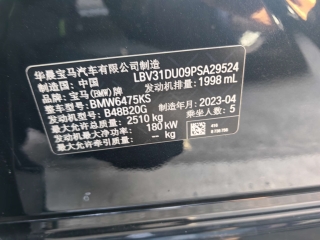 华晨宝马汽车有限公司 LBV31DU09PSA29524
制造国：中国 发动机排量：1998 mL
品牌：宝马(BMW)牌
整车型号：BMW6475KS 制造年月：2023-04
发动机型号：B48B20G 乘坐人数：5
最大允许总质量：2510 kg
发动机最大净功率：180 kW
最大允许牵引质量：— kg